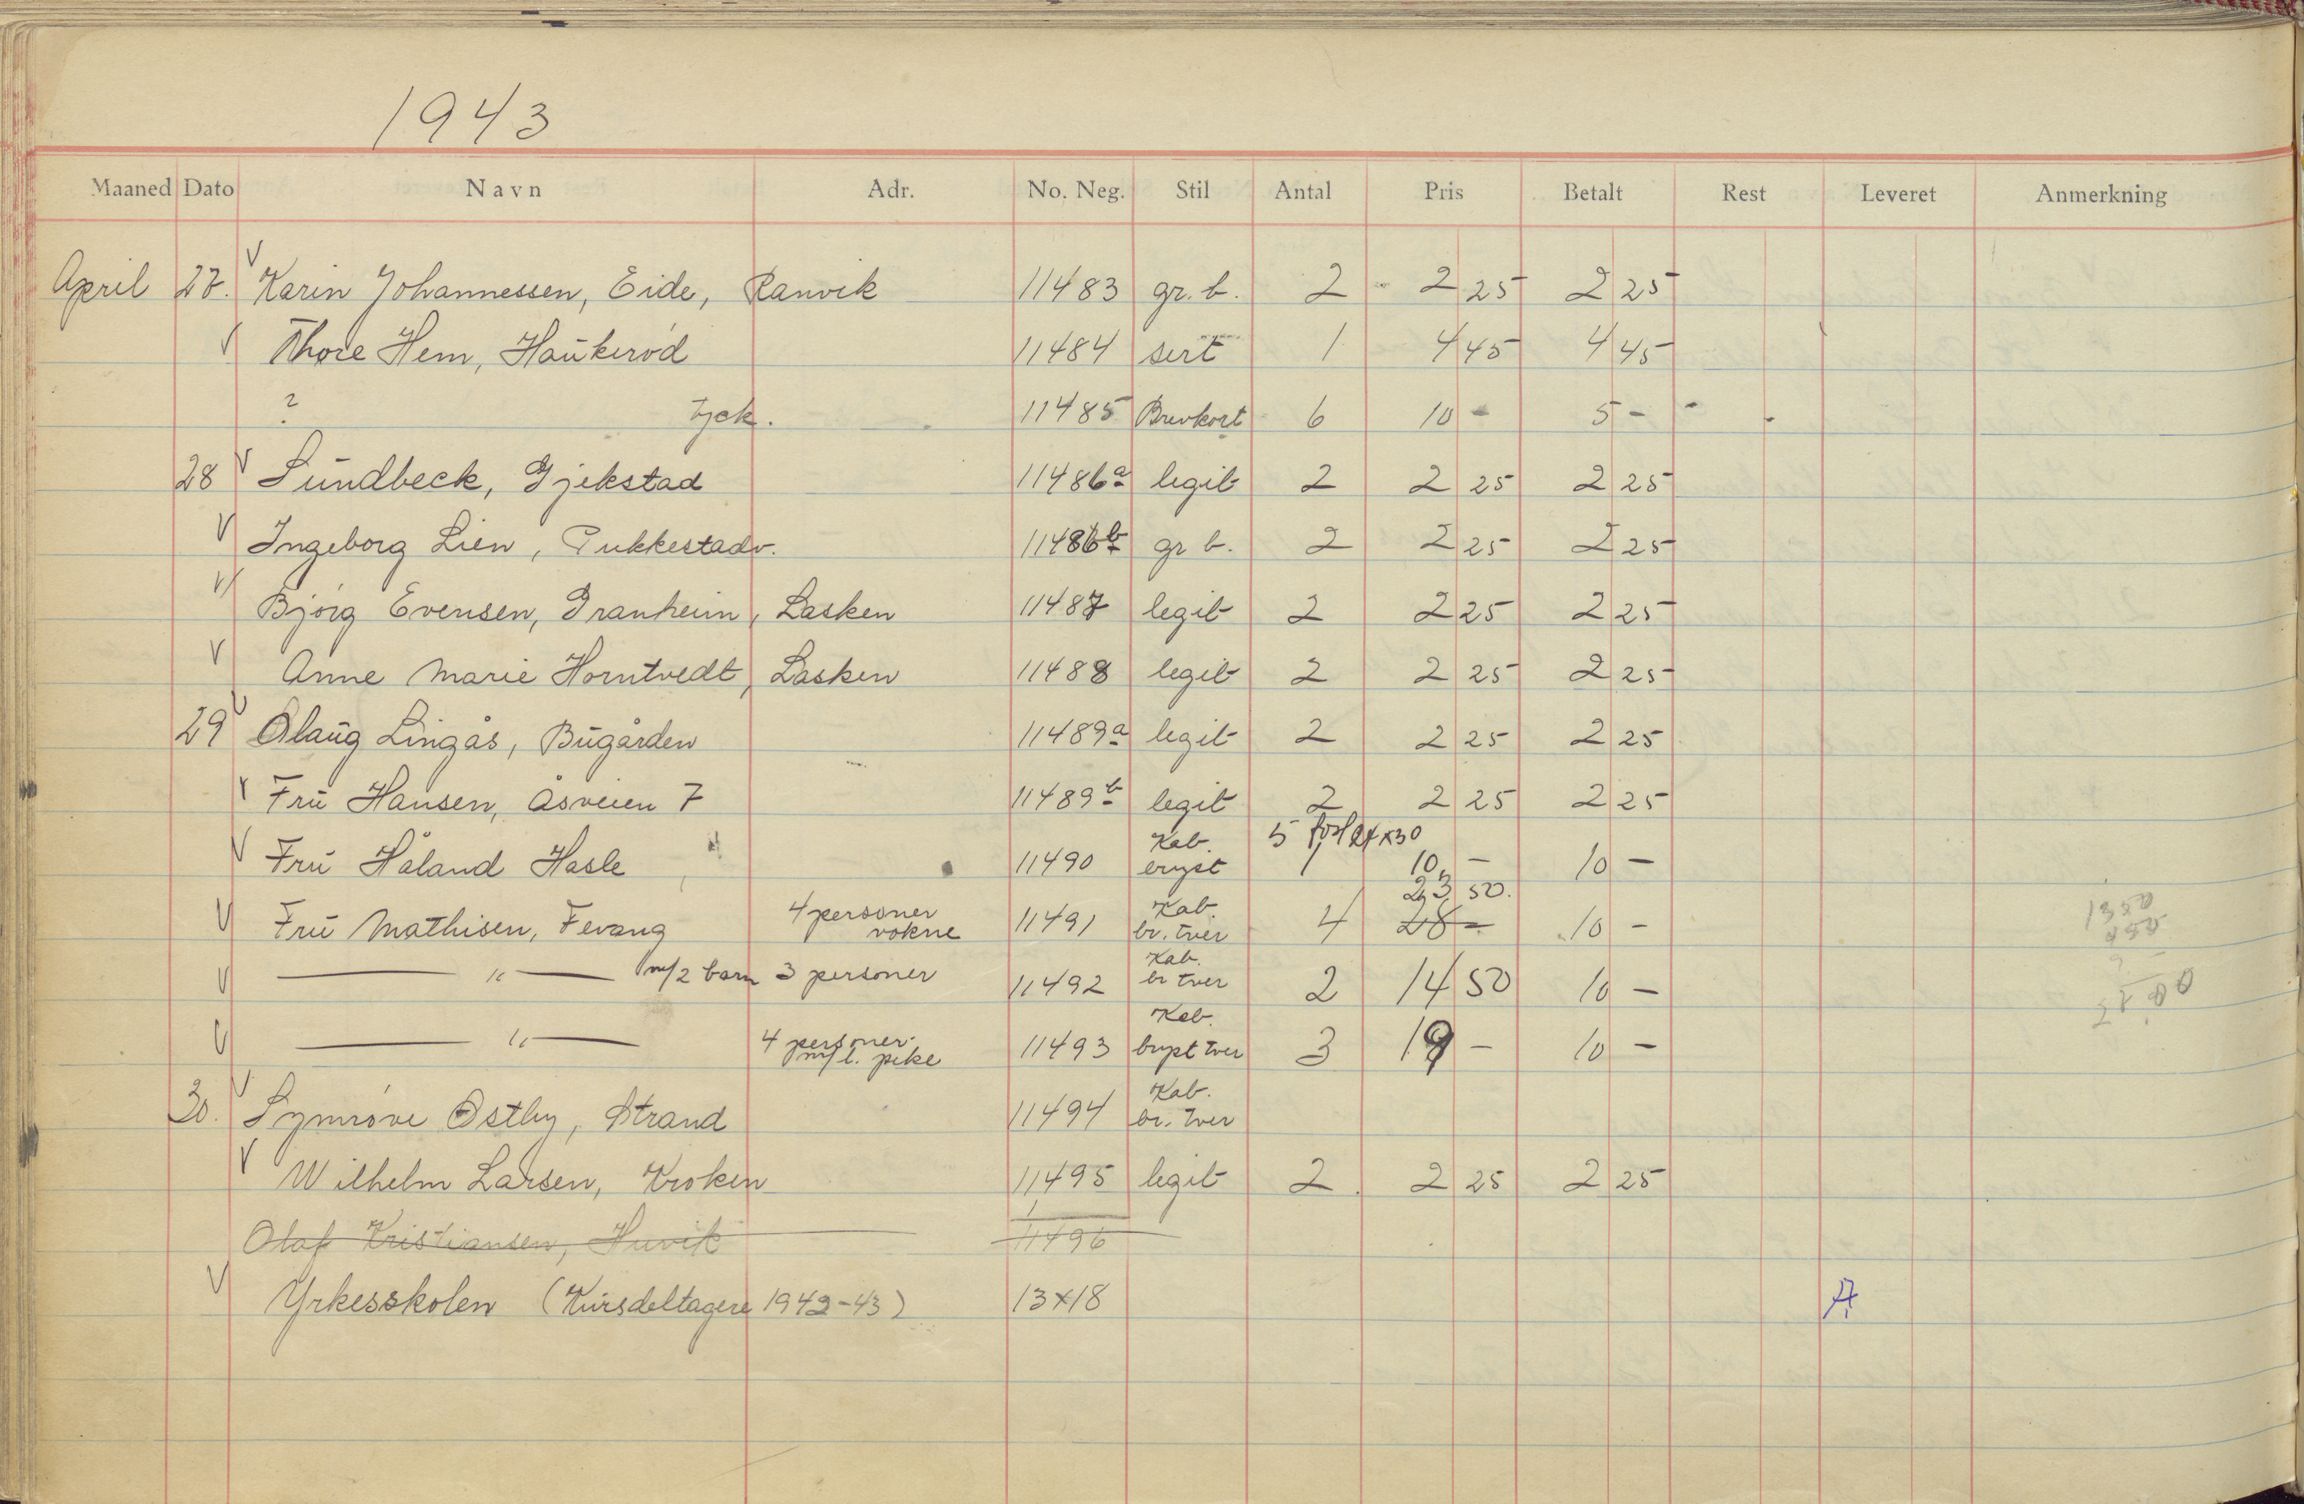 1943
Maaned Dato Navn Adr. No. Neg. Stil Antal Pris Betalt Rest Leveret Anmerkning
April 27. V Karin Johannessen, Eide, Ranvik 11483 gr. b. 2 2 25 2 25
V Thore Hem, Haukerød 11484 sert 1 4 45 4 45
? tysk. 11485 Brevkort 6 10 - 5 -
28 V Sundbeck, Gjekstad 11486a legit 2 2 25 2 25
V Ingeborg Lien, Pukkestadv. 11486b gr b. 2 2 25 2 25
V Bjørg Evensen, Granheim, Lasken 11487 legit 2 2 25 2 25
V Anne Marie Horntvedt, Lasken 11488 legit 2 2 25 2 25
29 V Olaug Lingås, Bugården 11489a legit 2 2 25 2 25
V Fru Hansen, Åsveien 7 11489b legit 2 2 25 2 25
V Fru Håland Hasle 11490 Kab. 5 24x30 1 10 - 10 -
V Fru Mathisen, Fevang 4 personer vokne 11491 Kab. br. tver 4 23 50. 28 - 10 -
V — " — m/2 barn 3 personer 11492 Kab. br tver 2 14 50 10 -
V — " — 4 personer m/l. pike 11493 Kab. brypt tver 3 19 - 10 -
30. V Synnøve Østby, Strand 11494 Kab. br. tver
V Wilhelm Larsen, Kroken 11495 legit 2 2 25 2 25
Olaf Kristiansen, Huvik 11496
V Yrkesskolen (Kursdeltagere 1942-43) 13x18 A